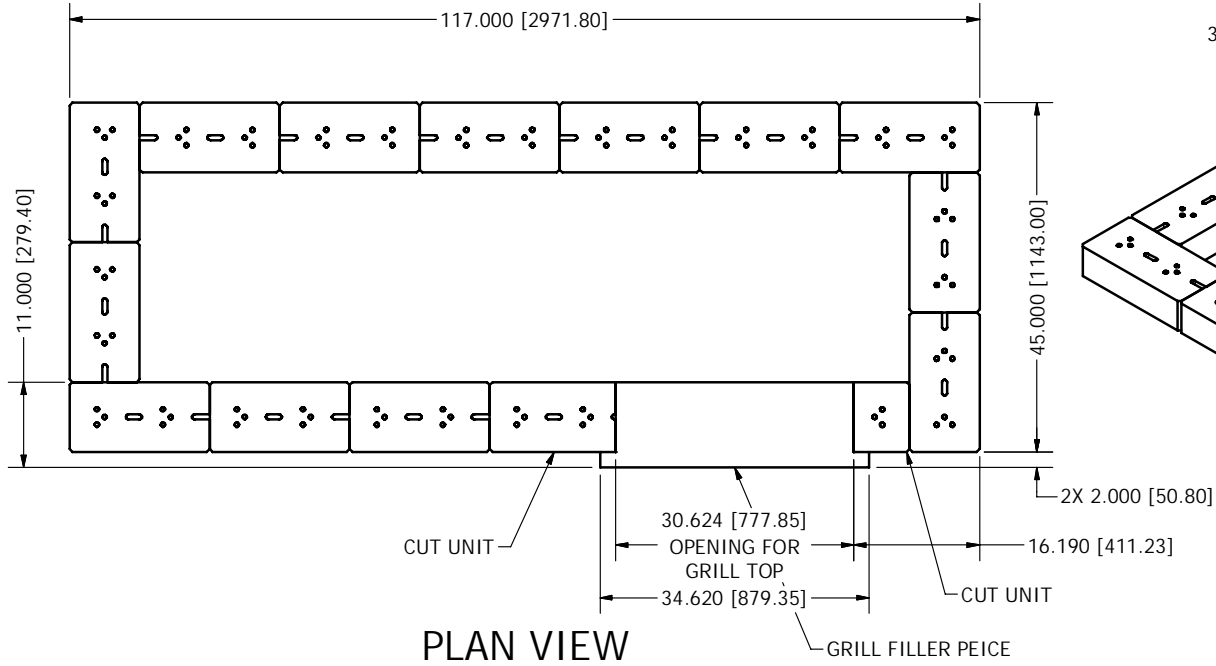 117.000 [2971.80]
3
11.000 [279.40]
45.000 [1143.00]
2X 2.000 [50.80]
30.624 [777.85]
OPENING FOR
GRILL TOP
16.190 [411.23]
CUT UNIT
34.620 [879.35]
CUT UNIT
PLAN VIEW
GRILL FILLER PEICE